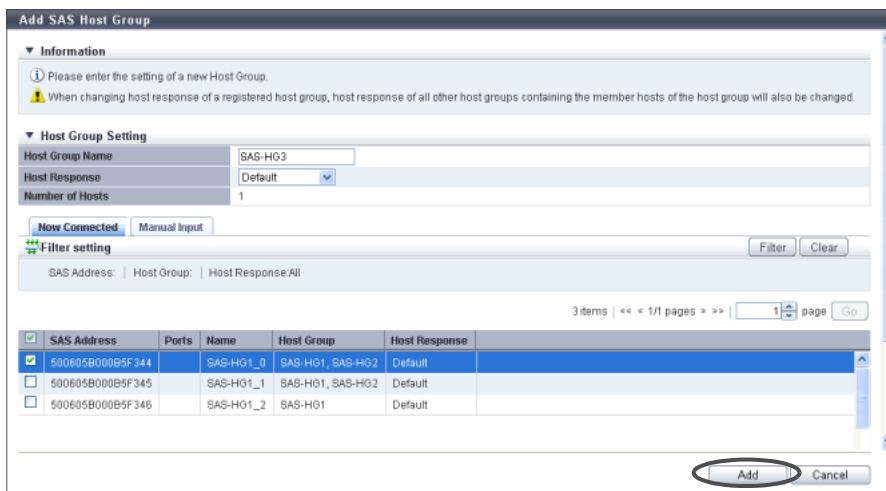 Add SAS Host Group
Information
Please enter the setting of a new Host Group.
When changing host response of a registered host group, host response of all other host groups containing the member hosts of the host group will also be changed.
Host Group Setting
Host Group Name SAS-HG3
Host Response Default
Number of Hosts 1
Now Connected Manual Input
Filter setting Filter Clear
SAS Address: | Host Group: | Host Response:All
3 items | << < 1/1 pages > >> | 1 page Go
SAS Address Ports Name Host Group Host Response
500605B000B5F344 SAS-HG1_0 SAS-HG1, SAS-HG2 Default
500605B000B5F345 SAS-HG1_1 SAS-HG1, SAS-HG2 Default
500605B000B5F346 SAS-HG1_2 SAS-HG1 Default
Add Cancel